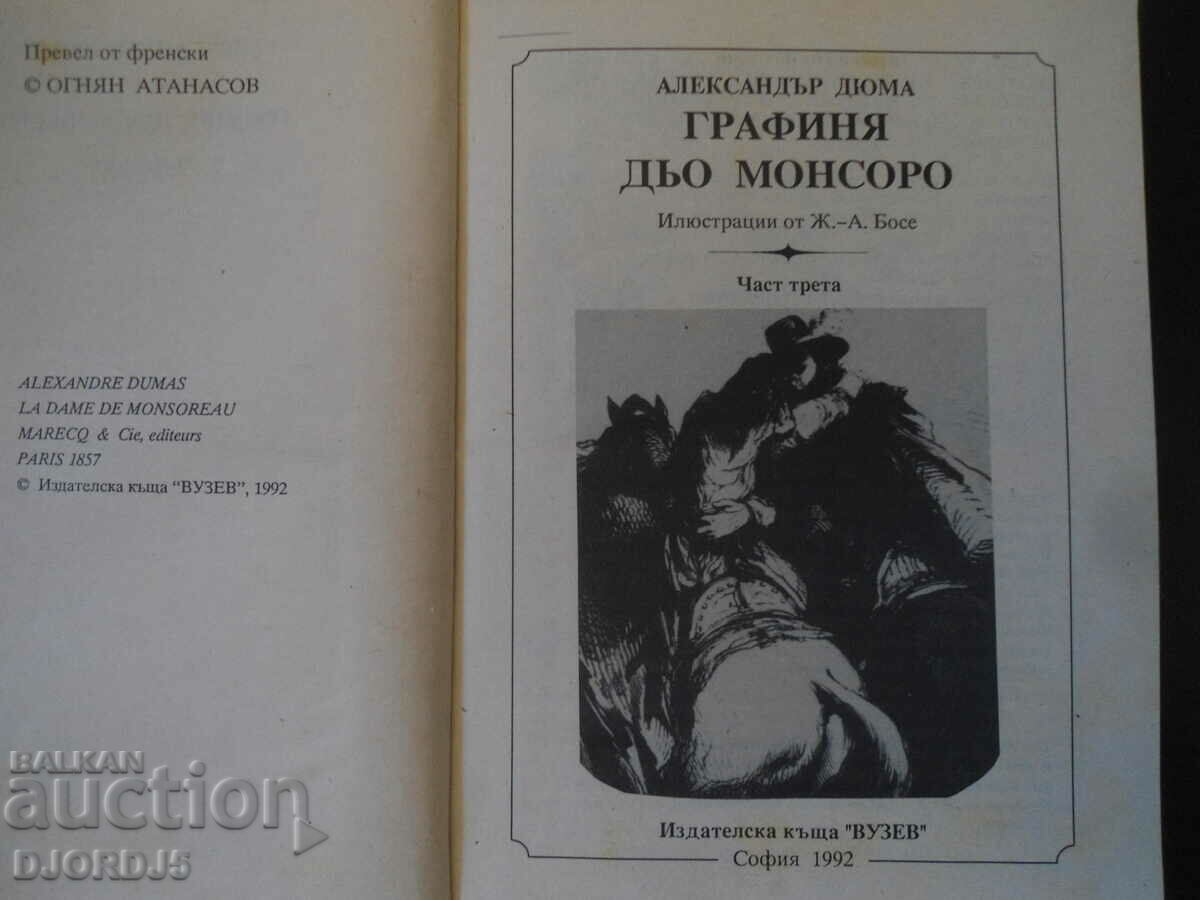 Превел от френски
© ОГНЯН АТАНАСОВ
ALEXANDRE DUMAS
LA DAME DE MONSOREAU
MARECQ & Cie, editeurs
PARIS 1857
© Издателска къща “ВУЗЕВ”, 1992
АЛЕКСАНДЪР ДЮМА
ГРАФИНЯ
ДЬО МОНСОРО
Илюстрации от Ж.–А. Босе
Част трета
Издателска къща "ВУЗЕВ"
София 1992
BALKAN
auction
DJORDJ5